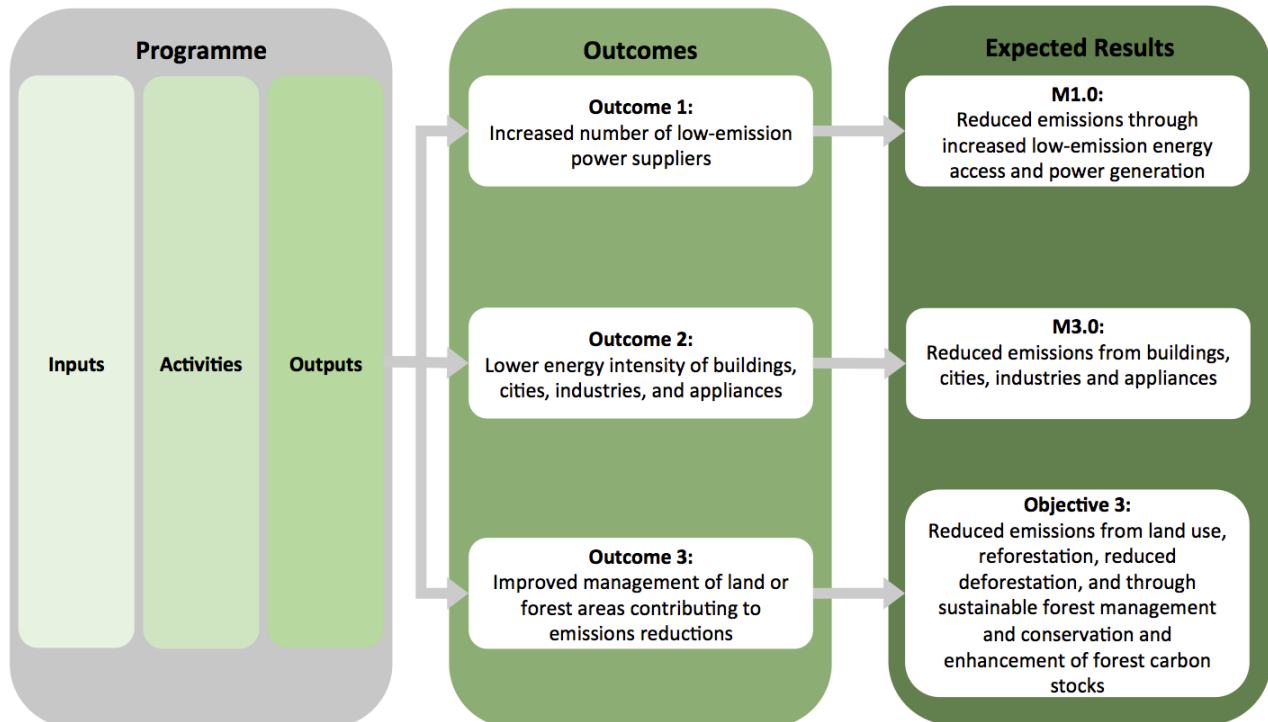 Programme
Inputs
Activities
Outputs
Outcomes
Outcome 1:
Increased number of low-emission
power suppliers
Outcome 2:
Lower energy intensity of buildings,
cities, industries, and appliances
Outcome 3:
Improved management of land or
forest areas contributing to
emissions reductions
Expected Results
M1.0:
Reduced emissions through
increased low-emission energy
access and power generation
M3.0:
Reduced emissions from buildings,
cities, industries and appliances
Objective 3:
Reduced emissions from land use,
reforestation, reduced
deforestation, and through
sustainable forest management
and conservation and
enhancement of forest carbon
stocks